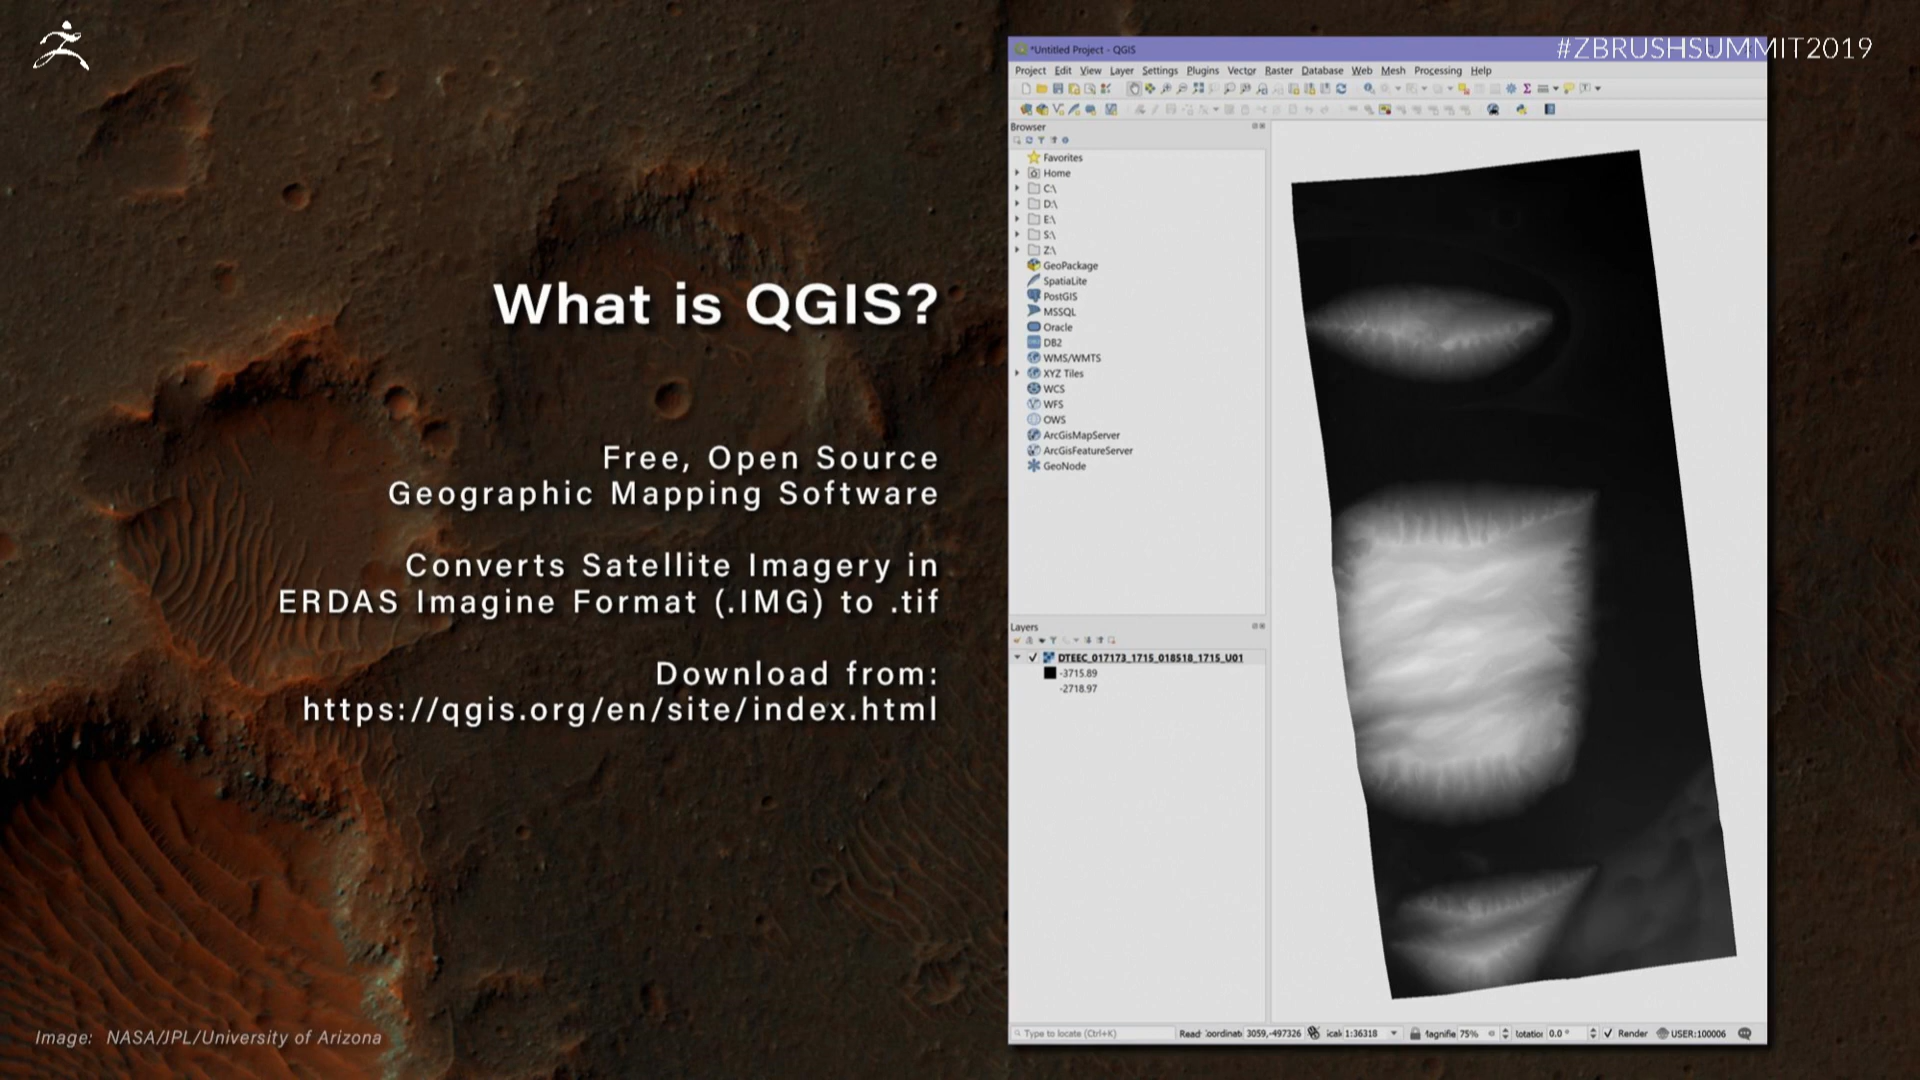 #ZBRUSHSUMMIT2019
What is QGIS?
Free, Open Source
Geographic Mapping Software
Converts Satellite Imagery in
ERDAS Imagine Format (.IMG) to .tif
Download from:
https://qgis.org/en/site/index.html
Image: NASA/JPL/University of Arizona
*Untitled Project - QGIS
Project Edit View Layer Settings Plugins Vector Raster Database Web Mesh Processing Help
Browser
Favorites
Home
C:\
D:\
E:\
S:\
Z:\
GeoPackage
SpatiaLite
PostGIS
MSSQL
Oracle
DB2
WMS/WMTS
XYZ Tiles
WCS
WFS
OWS
ArcGisMapServer
ArcGisFeatureServer
GeoNode
Layers
DTEEC_017173_1715_018518_1715_U01
-3715.89
-2718.97
Type to locate (Ctrl+K) 3059,-497326 1:36318 75% 0.0 ° Render USER:100006